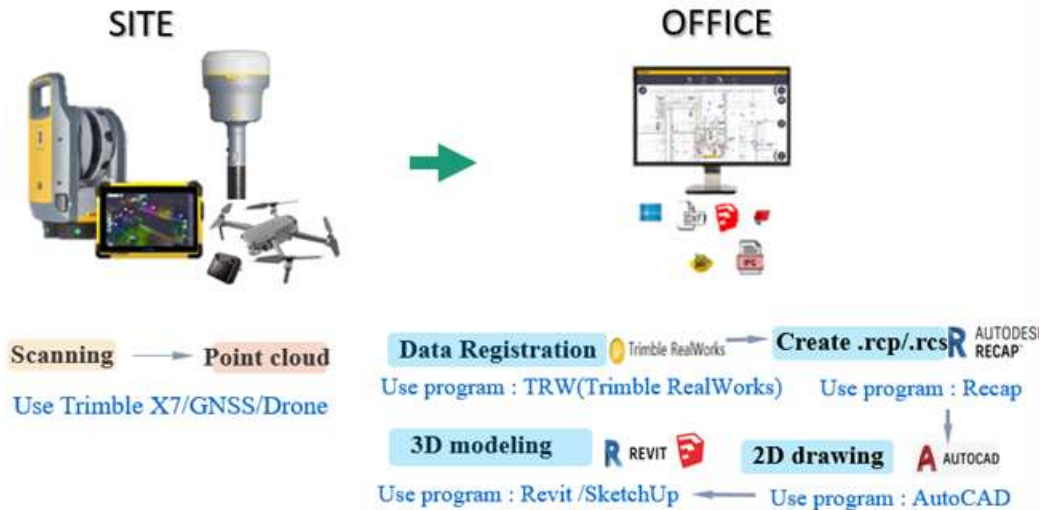 SITE
OFFICE
Scanning
Point cloud
Use Trimble X7/GNSS/Drone
Data Registration
Trimble RealWorks
Create .rcp/.rcs
R AUTODESK RECAP
Use program : TRW(Trimble RealWorks)
Use program : Recap
3D modeling
R REVIT
2D drawing
A AUTOCAD
Use program : Revit /SketchUp
Use program : AutoCAD